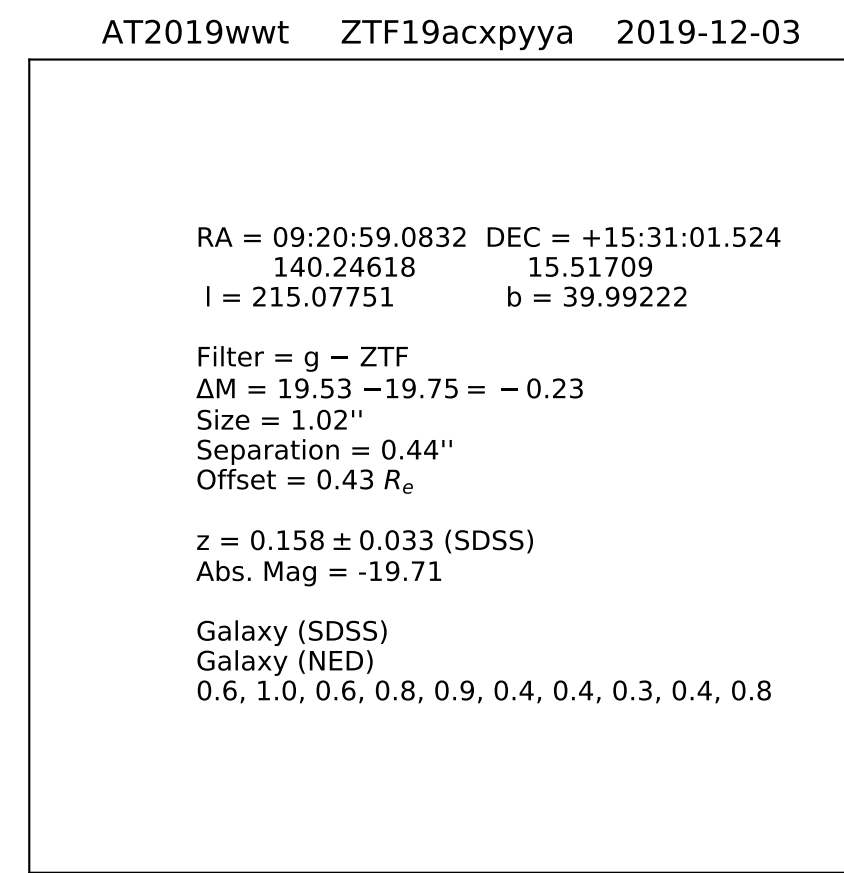 AT2019wwt ZTF19acxpyya 2019-12-03
RA = 09:20:59.0832 DEC = +15:31:01.524
140.24618 15.51709
l = 215.07751 b = 39.99222
Filter = g − ZTF
ΔM = 19.53 −19.75 = −0.23
Size = 1.02''
Separation = 0.44''
Offset = 0.43 Re
z = 0.158 ± 0.033 (SDSS)
Abs. Mag = -19.71
Galaxy (SDSS)
Galaxy (NED)
0.6, 1.0, 0.6, 0.8, 0.9, 0.4, 0.4, 0.3, 0.4, 0.8